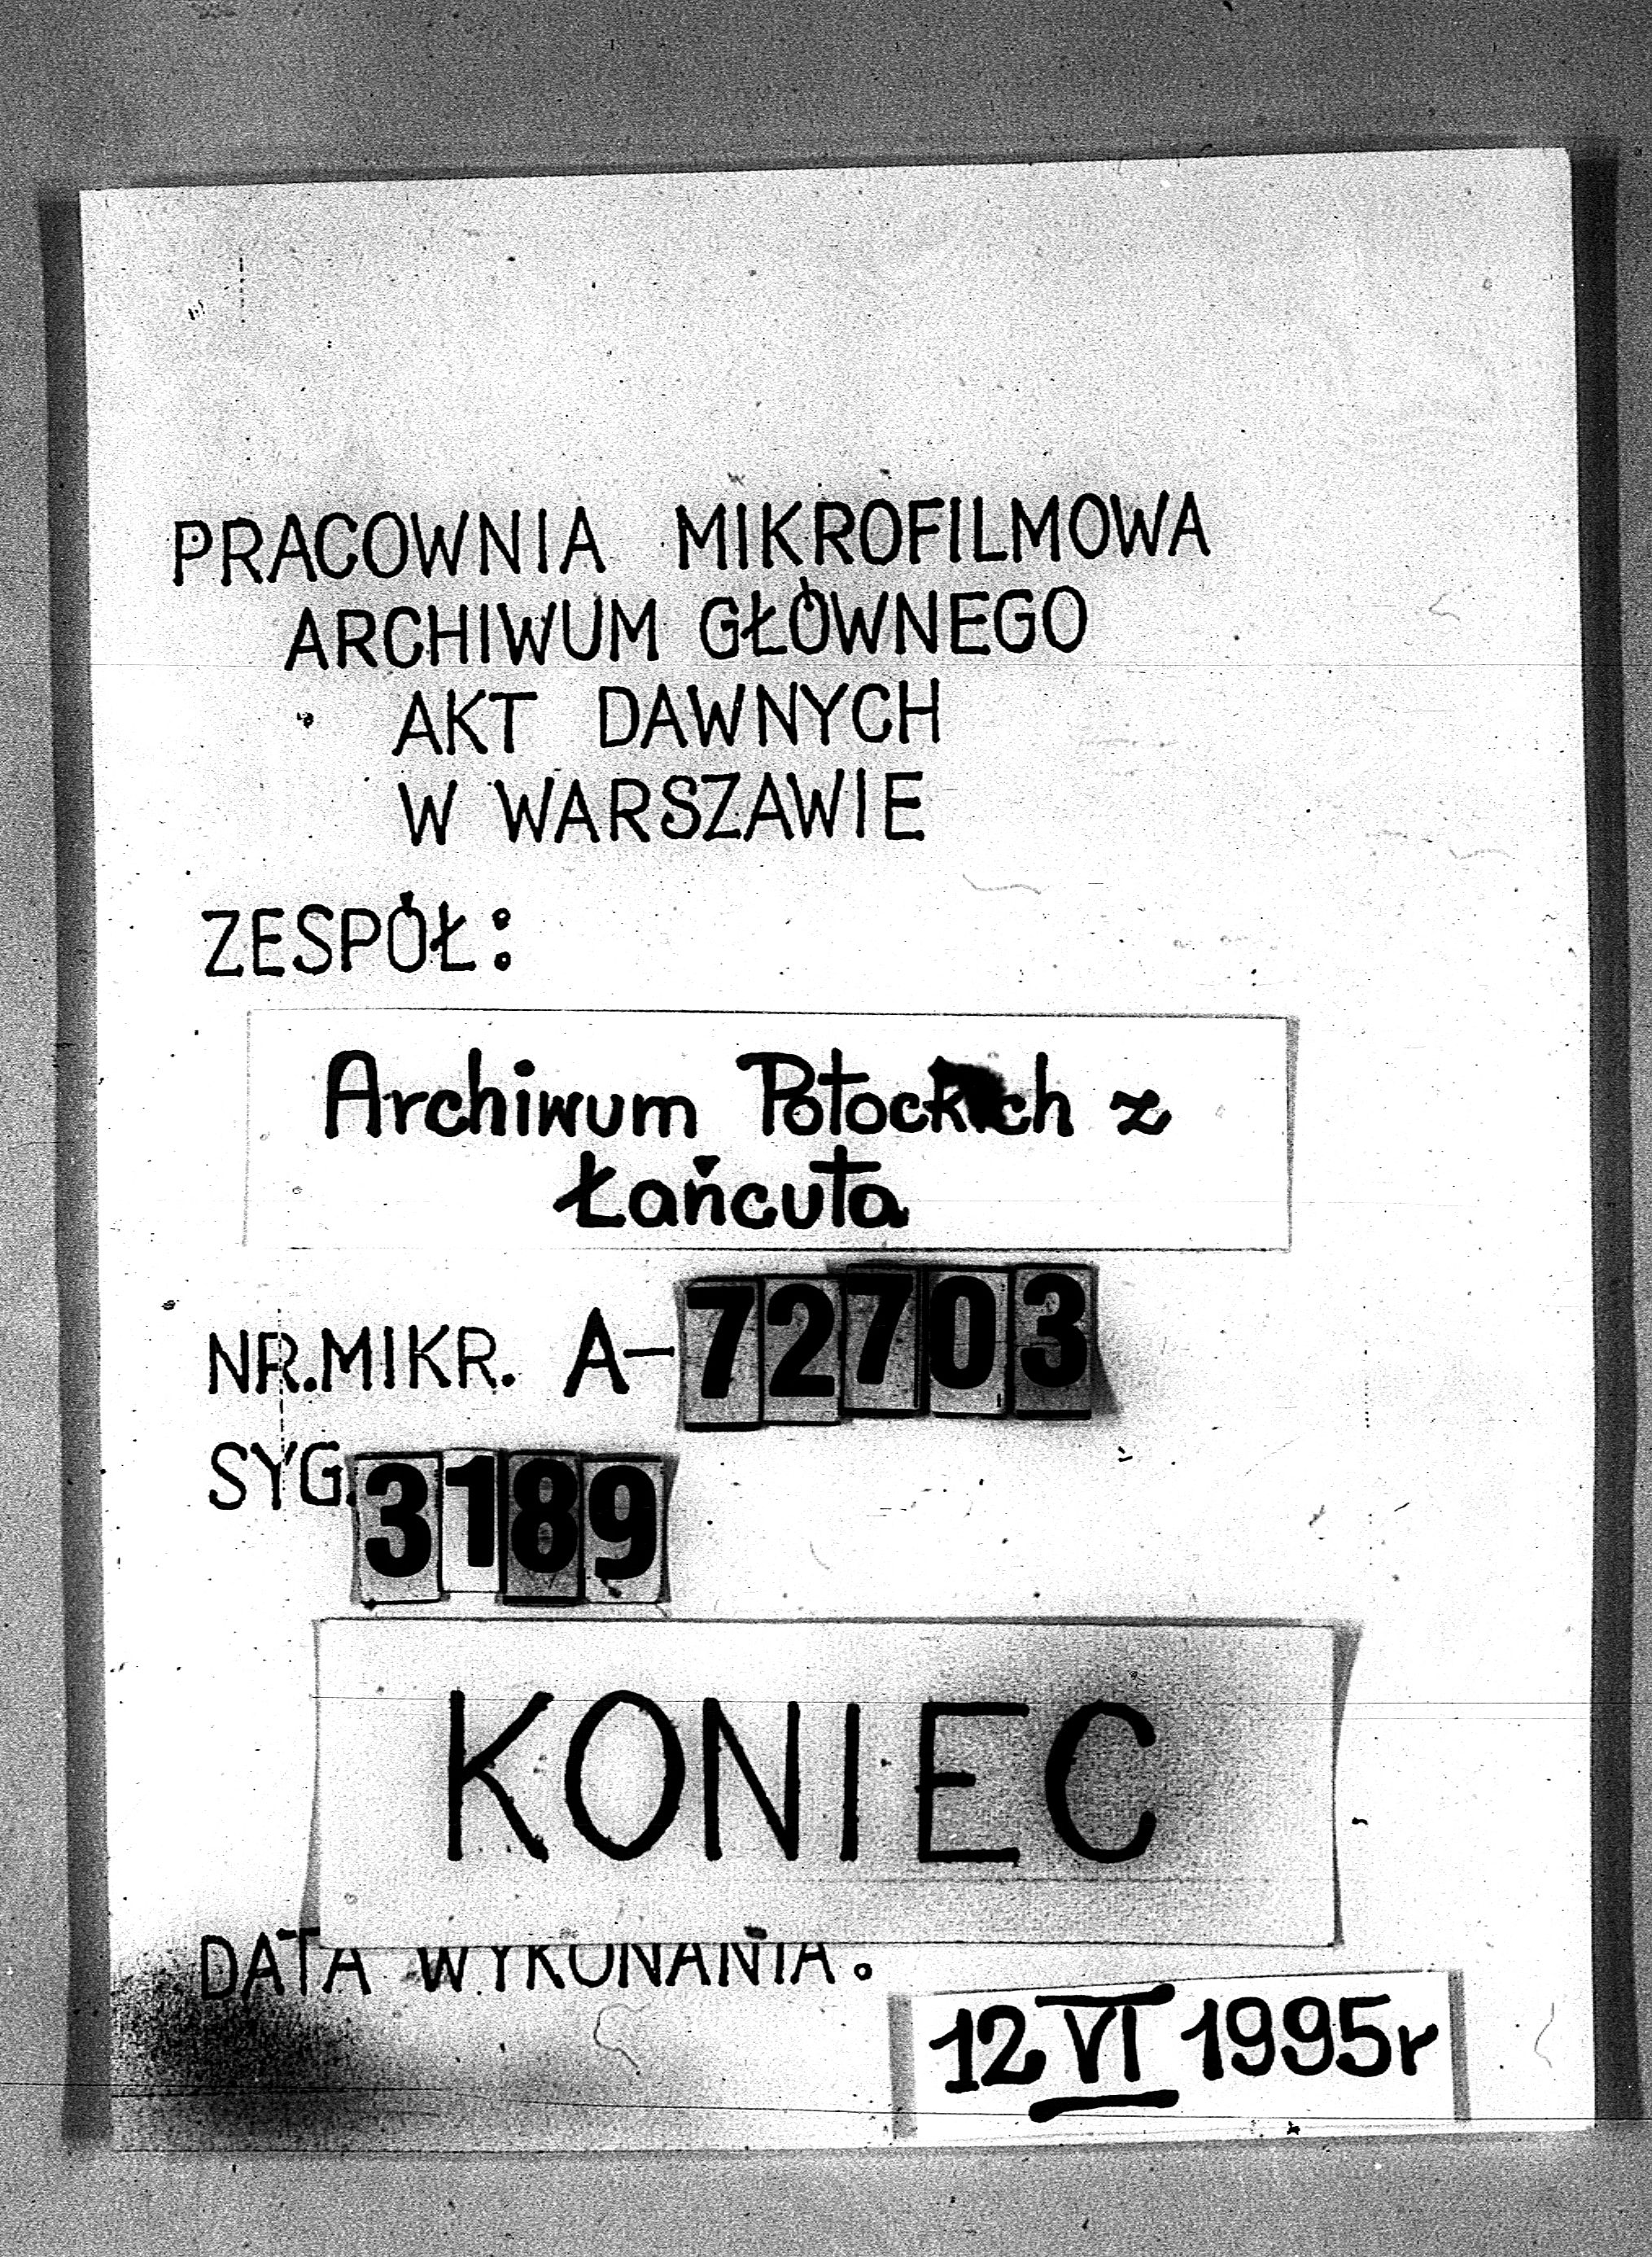 PRACOWNIA MIKROFILMOWA
ARCHIWUM GŁÓWNEGO
AKT DAWNYCH
W WARSZAWIE
ZESPÓŁ:
Archiwum Potockich z
Łańcuta
NR.MIKR. A-72703
SYG. 3189
KONIEC
DATA WYKONANIA:
12 VI 1995r